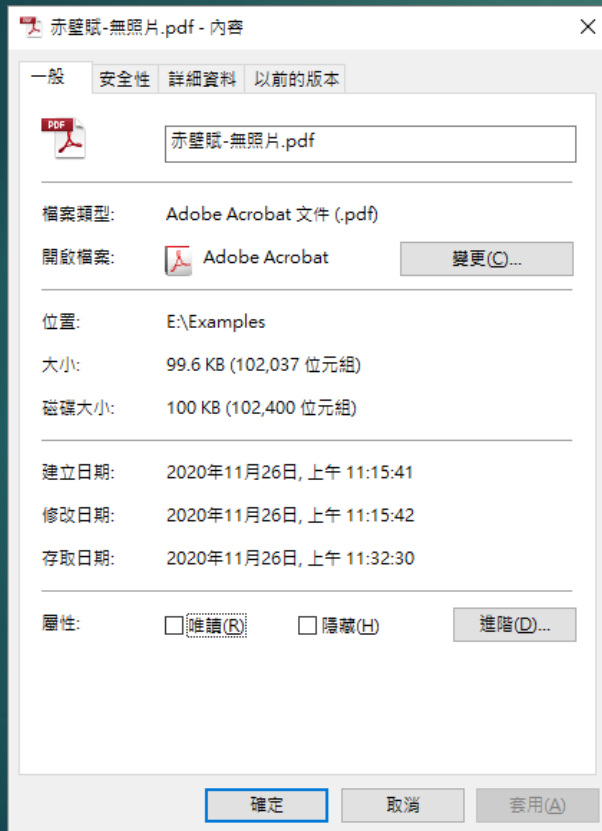 赤壁賦-無照片.pdf - 內容
一般 安全性 詳細資料 以前的版本
PDF
赤壁賦-無照片.pdf
檔案類型: Adobe Acrobat 文件 (.pdf)
開啟檔案: Adobe Acrobat 變更(C)...
位置: E:\Examples
大小: 99.6 KB (102,037 位元組)
磁碟大小: 100 KB (102,400 位元組)
建立日期: 2020年11月26日, 上午 11:15:41
修改日期: 2020年11月26日, 上午 11:15:42
存取日期: 2020年11月26日, 上午 11:32:30
屬性: 唯讀(R) 隱藏(H) 進階(D)...
確定 取消 套用(A)